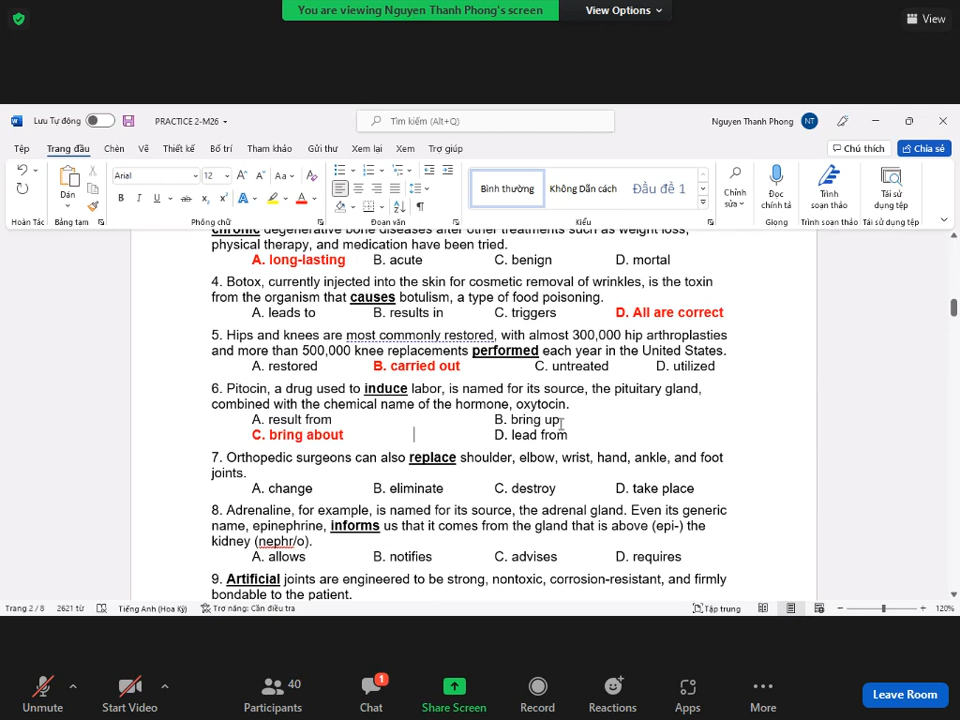 You are viewing Nguyen Thanh Phong's screen
View Options
View
Lưu Tự động
PRACTICE 2-M26
Tìm kiếm (Alt+Q)
Nguyen Thanh Phong
NT
Tệp Trang đầu Chèn Vẽ Thiết kế Bố trí Tham khảo Gửi thư Xem lại Xem Trợ giúp
Chú thích
Chia sẻ
Arial
12
Dán
Bình thường
Không Dãn cách
Đầu đề 1
Chỉnh sửa
Đọc chính tả
Trình soạn thảo
Tái sử dụng tệp
Hoàn Tác
Bảng tạm
Phông chữ
Đoạn văn
Kiểu
Giọng
Trình soạn thảo
Tái sử dụng tệp
chronic degenerative bone diseases after other treatments such as weight loss,
physical therapy, and medication have been tried.
A. long-lasting B. acute C. benign D. mortal
4. Botox, currently injected into the skin for cosmetic removal of wrinkles, is the toxin
from the organism that causes botulism, a type of food poisoning.
A. leads to B. results in C. triggers D. All are correct
5. Hips and knees are most commonly restored, with almost 300,000 hip arthroplasties
and more than 500,000 knee replacements performed each year in the United States.
A. restored B. carried out C. untreated D. utilized
6. Pitocin, a drug used to induce labor, is named for its source, the pituitary gland,
combined with the chemical name of the hormone, oxytocin.
A. result from B. bring up
C. bring about D. lead from
7. Orthopedic surgeons can also replace shoulder, elbow, wrist, hand, ankle, and foot
joints.
A. change B. eliminate C. destroy D. take place
8. Adrenaline, for example, is named for its source, the adrenal gland. Even its generic
name, epinephrine, informs us that it comes from the gland that is above (epi-) the
kidney (nephr/o).
A. allows B. notifies C. advises D. requires
9. Artificial joints are engineered to be strong, nontoxic, corrosion-resistant, and firmly
bondable to the patient.
Trang 2 / 8 2621 từ Tiếng Anh (Hoa Kỳ) Trợ năng: Cần điều tra
Tập trung
120%
Unmute
Start Video
Participants
40
Chat
1
Share Screen
Record
Reactions
Apps
More
Leave Room